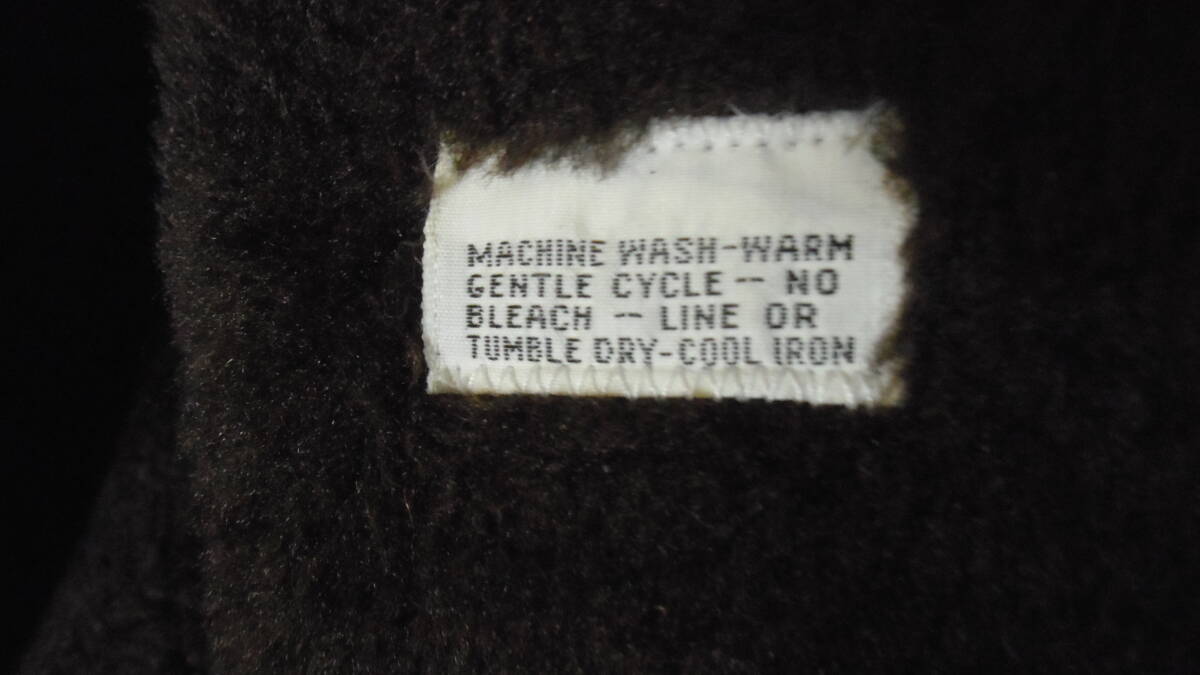 MACHINE WASH-WARM
GENTLE CYCLE -- NO
BLEACH -- LINE OR
TUMBLE DRY-COOL IRON